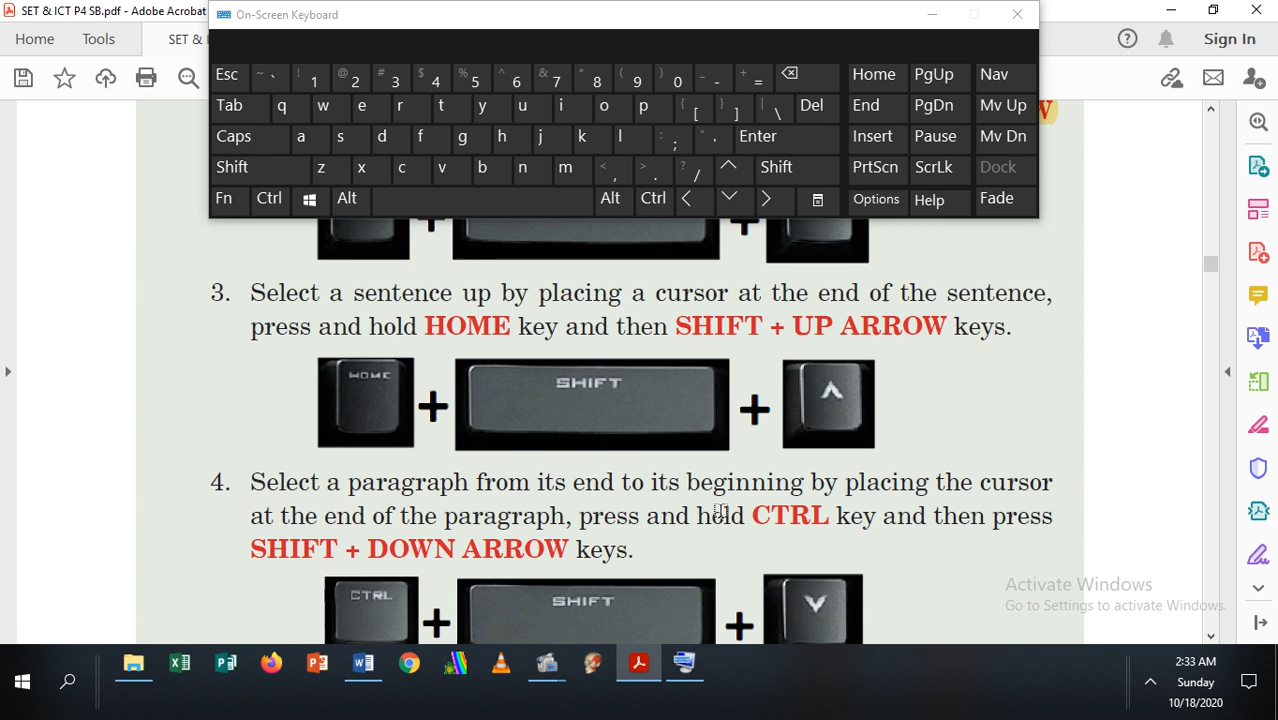 SET & ICT P4 SB.pdf - Adobe Acrobat
On-Screen Keyboard
Home Tools SET &
Sign In
Esc ~ ` ! 1 @ 2 # 3 $ 4 % 5 ^ 6 & 7 * 8 ( 9 ) 0 _ - + = Home PgUp Nav
Tab q w e r t y u i o p { [ } ] | \ Del End PgDn Mv Up
Caps a s d f g h j k l : ; " ' Enter Insert Pause Mv Dn
Shift z x c v b n m < , > . ? / Shift PrtScn ScrLk Dock
Fn Ctrl Alt Alt Ctrl Options Help Fade
W
+ +
3. Select a sentence up by placing a cursor at the end of the sentence,
press and hold HOME key and then SHIFT + UP ARROW keys.
HOME + SHIFT +
4. Select a paragraph from its end to its beginning by placing the cursor
at the end of the paragraph, press and hold CTRL key and then press
SHIFT + DOWN ARROW keys.
CTRL + SHIFT +
Activate Windows
Go to Settings to activate Windows.
2:33 AM
Sunday
10/18/2020